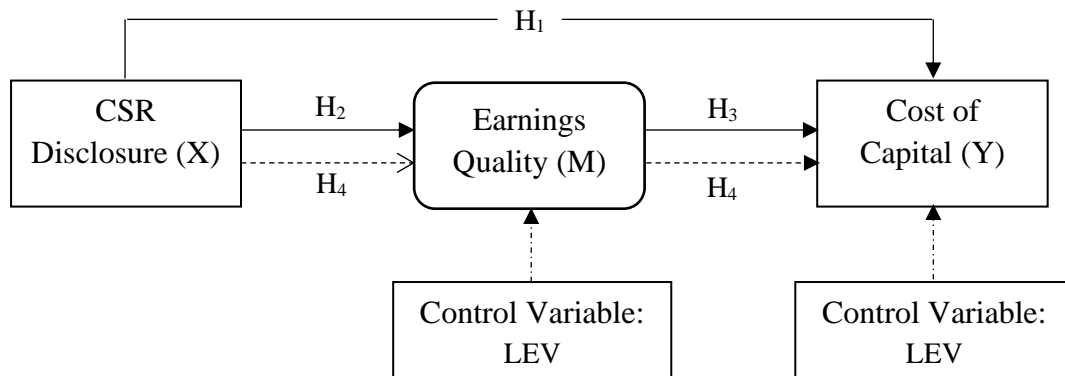 H₁
CSR
Disclosure (X)
H₂
H₄
Earnings
Quality (M)
H₃
H₄
Cost of
Capital (Y)
Control Variable:
LEV
Control Variable:
LEV